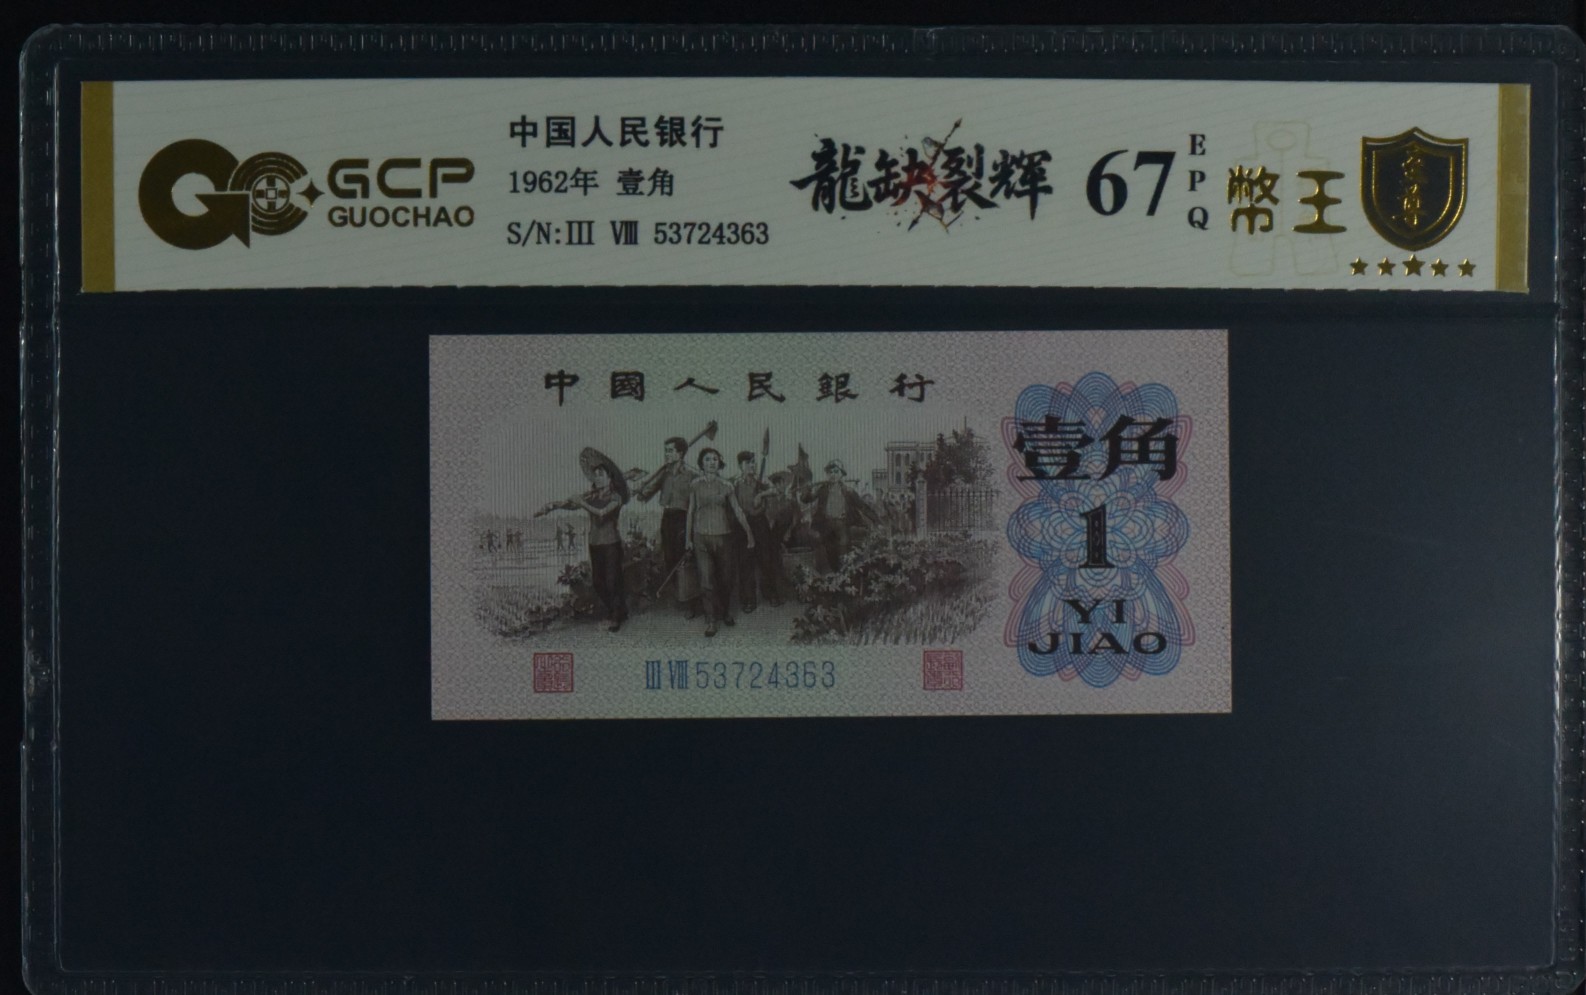 GCP
GUOCHAO
中国人民银行
1962年 壹角
S/N:III VIII 53724363
龍缺裂辉
67
EPQ
幣王
中國人民銀行
壹角
1
YI
JIAO
III VIII 53724363